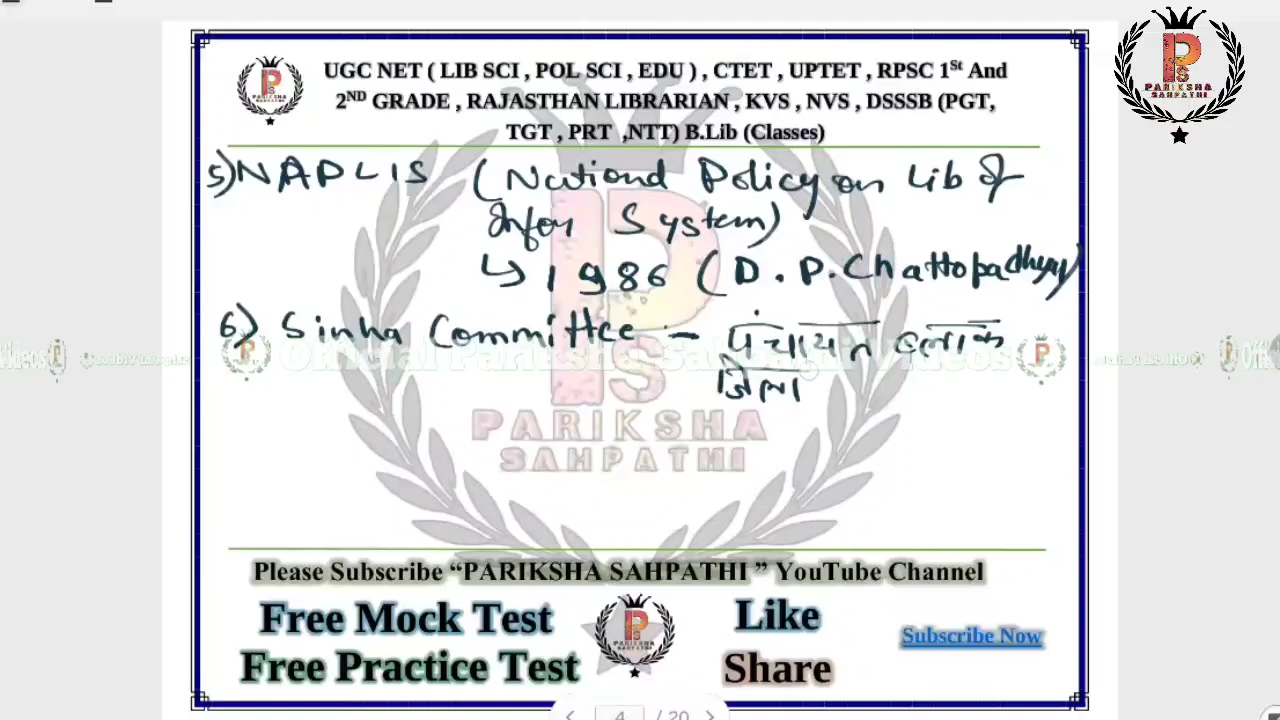 PARIKSHA
SAHPATHI
UGC NET ( LIB SCI , POL SCI , EDU ) , CTET , UPTET , RPSC 1St And
2ND GRADE , RAJASTHAN LIBRARIAN , KVS , NVS , DSSSB (PGT,
TGT , PRT ,NTT) B.Lib (Classes)
5) NAPLIS (National Policy on Lib &
Infor System)
↳ 1986 (D. P. Chattopadhyay)
6) Sinha Committee -
PARIKSHA
SAHPATHI
Please Subscribe “PARIKSHA SAHPATHI ” YouTube Channel
Free Mock Test
Like
Subscribe Now
Free Practice Test
Share
4 / 20